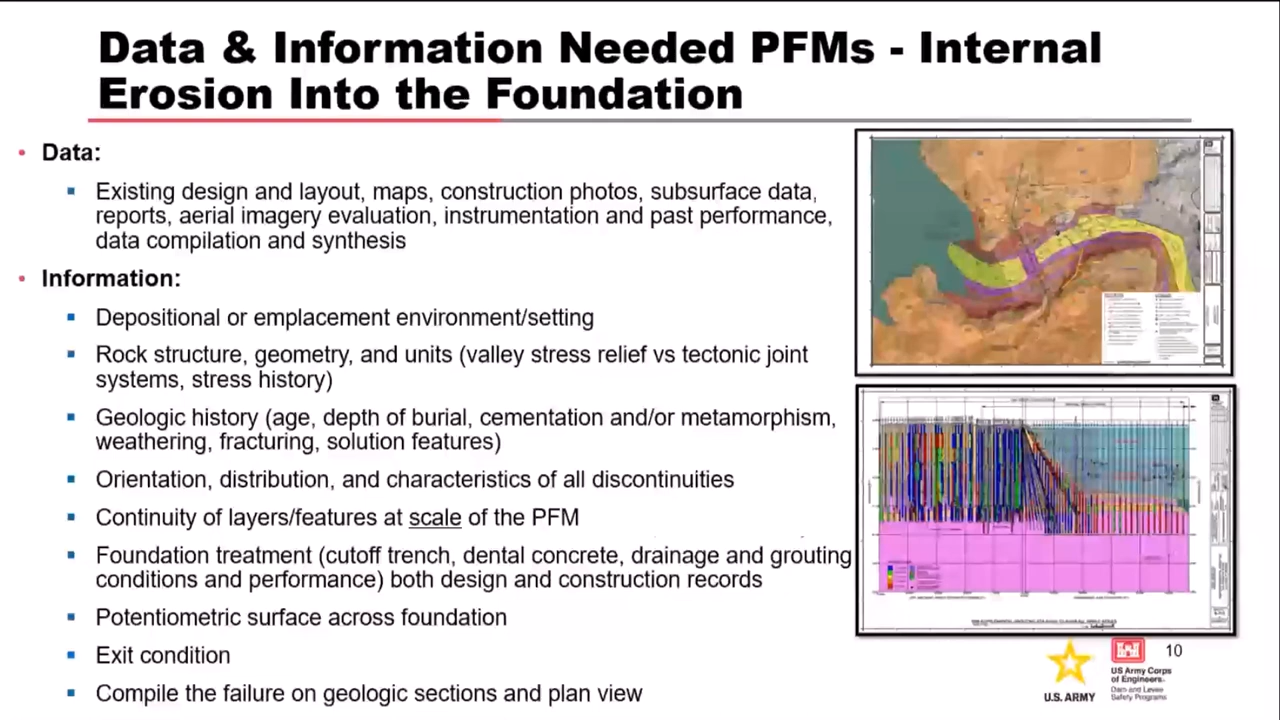 Data & Information Needed PFMs - Internal
Erosion Into the Foundation
• Data:
▪ Existing design and layout, maps, construction photos, subsurface data,
reports, aerial imagery evaluation, instrumentation and past performance,
data compilation and synthesis
• Information:
▪ Depositional or emplacement environment/setting
▪ Rock structure, geometry, and units (valley stress relief vs tectonic joint
systems, stress history)
▪ Geologic history (age, depth of burial, cementation and/or metamorphism,
weathering, fracturing, solution features)
▪ Orientation, distribution, and characteristics of all discontinuities
▪ Continuity of layers/features at scale of the PFM
▪ Foundation treatment (cutoff trench, dental concrete, drainage and grouting
conditions and performance) both design and construction records
▪ Potentiometric surface across foundation
▪ Exit condition
▪ Compile the failure on geologic sections and plan view
U.S. ARMY
US Army Corps
of Engineers
Dam and Levee
Safety Programs
10